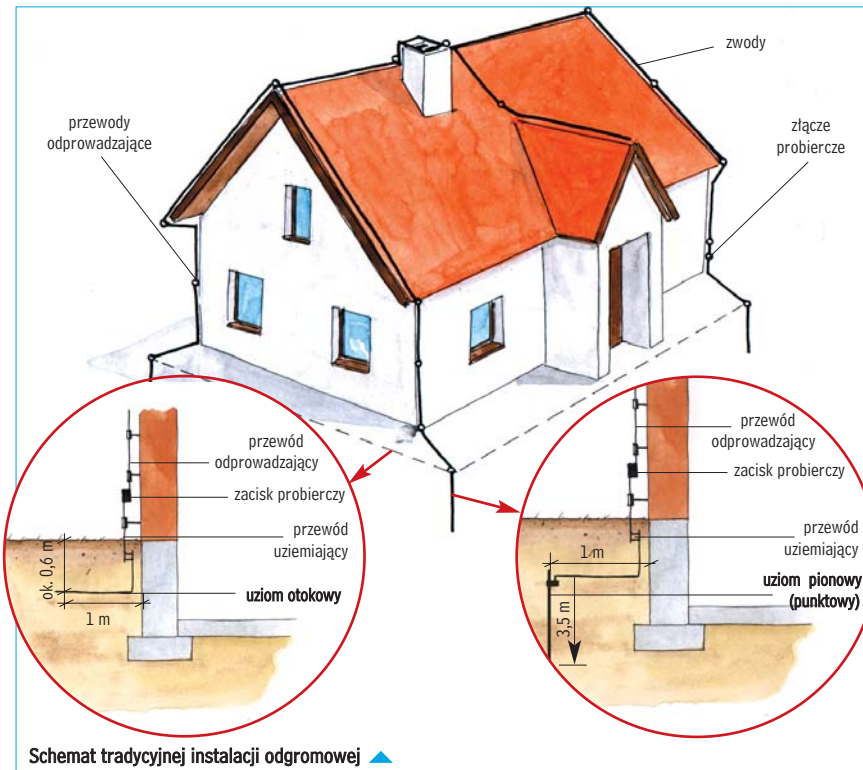 zwody
przewody
odprowadzające
złącze
probiercze
przewód
odprowadzający
zacisk probierczy
przewód
uziemiający
ok. 0,6 m
1 m
uziom otokowy
przewód
odprowadzający
zacisk probierczy
przewód
uziemiający
1 m
uziom pionowy
(punktowy)
3,5 m
Schemat tradycyjnej instalacji odgromowej